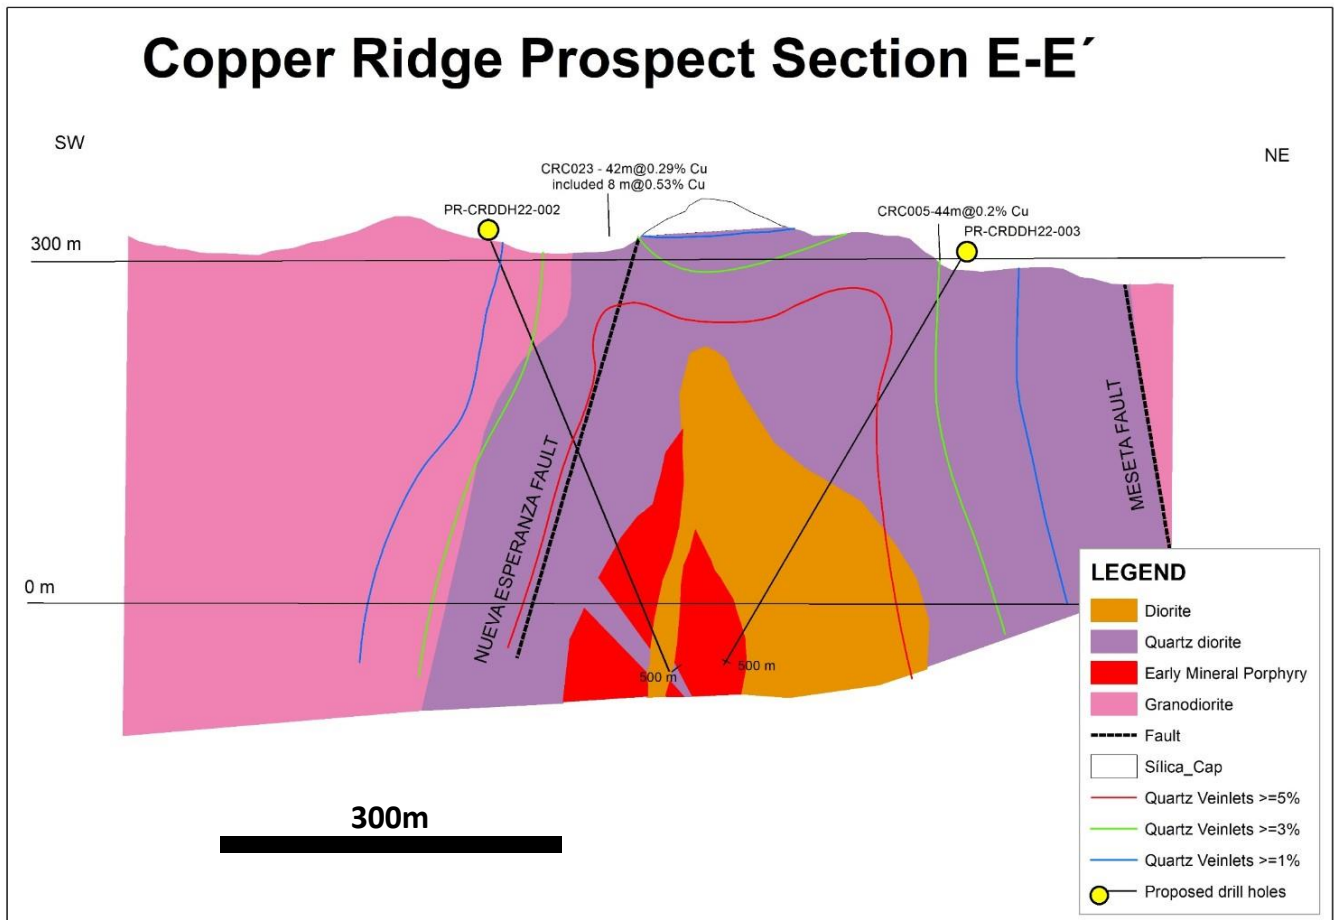 Copper Ridge Prospect Section E-E´
SW
NE
CRC023 - 42m@0.29% Cu
included 8 m@0.53% Cu
PR-CRDDH22-002
CRC005-44m@0.2% Cu
PR-CRDDH22-003
300 m
NUEVA ESPERANZA FAULT
MESETA FAULT
0 m
500 m
500 m
300m
LEGEND
Diorite
Quartz diorite
Early Mineral Porphyry
Granodiorite
Fault
Sílica_Cap
Quartz Veinlets >=5%
Quartz Veinlets >=3%
Quartz Veinlets >=1%
Proposed drill holes